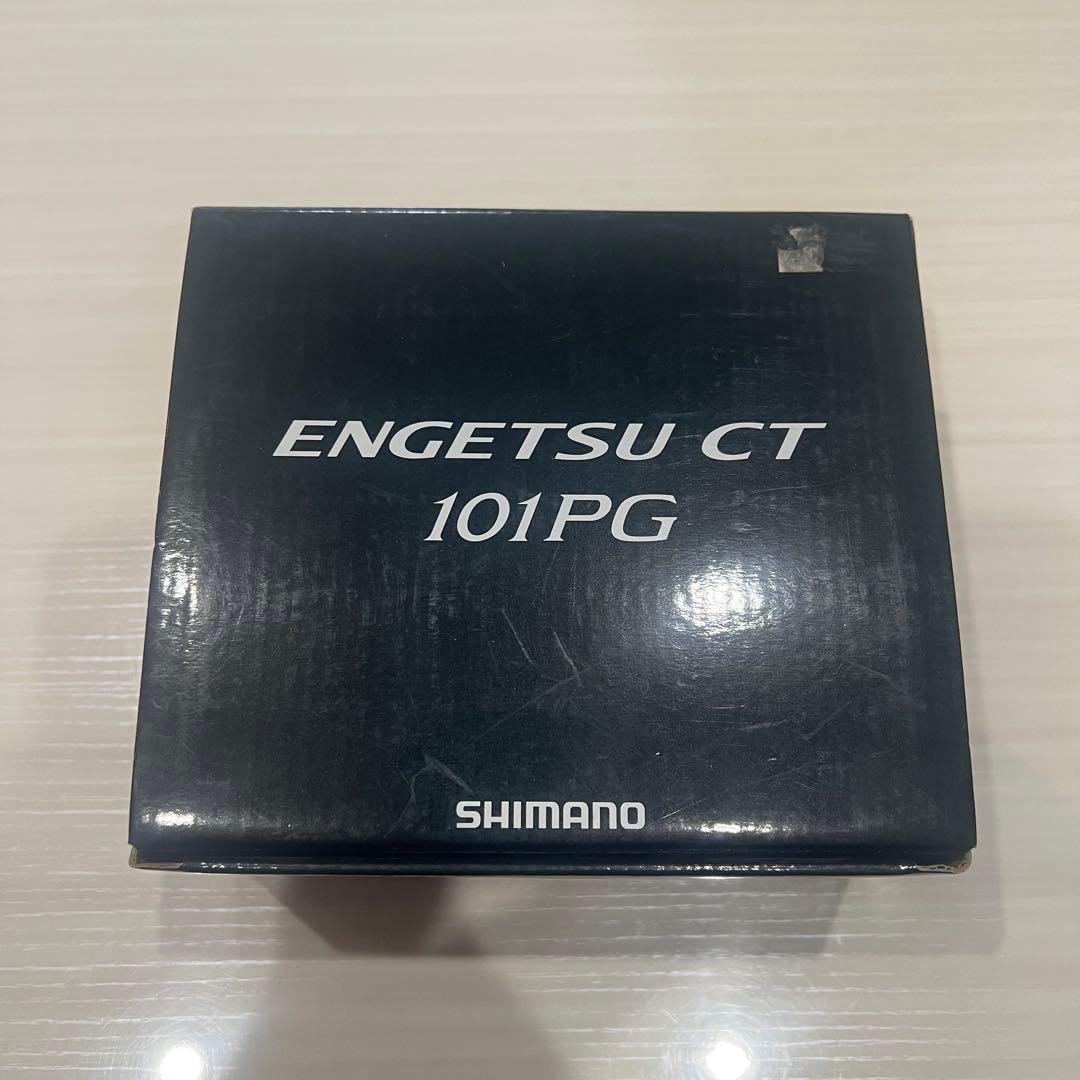 ENGETSU CT
101PG
SHIMANO